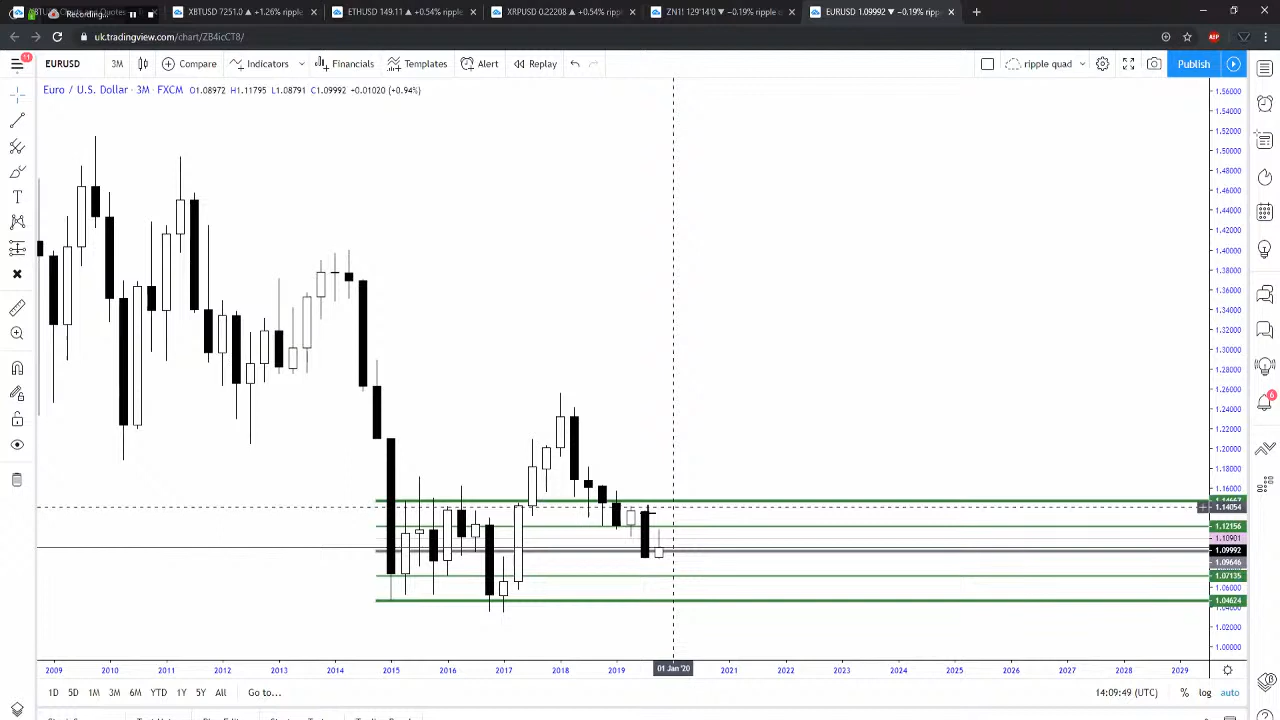 Recording...
XBTUSD 7251.0 ▲ +1.26% ripple
ETHUSD 149.11 ▲ +0.54% ripple
XRPUSD 0.22208 ▲ +0.54% ripple
EURUSD 1.09992 ▼ −0.19% ripple
uk.tradingview.com/chart/ZB4icCT8/
11
EURUSD
3M
Compare
Indicators
Financials
Templates
Alert
Replay
ripple quad
Publish
Euro / U.S. Dollar · 3M · FXCM O1.08972 H1.11795 L1.08791 C1.09992 +0.01020 (+0.94%)
1.56000
1.54000
1.52000
1.50000
1.48000
1.46000
1.44000
1.42000
1.40000
1.38000
1.36000
1.34000
1.32000
1.30000
1.28000
1.26000
1.24000
1.22000
1.20000
1.18000
1.16000
1.14054
1.12156
1.10901
1.09992
1.09646
1.07135
1.06000
1.04624
1.02000
1.00000
6
2009 2010 2011 2012 2013 2014 2015 2016 2017 2018 2019 01 Jan '20 2021 2022 2023 2024 2025 2026 2027 2028 2029
1D 5D 1M 3M 6M YTD 1Y 5Y All Go to...
14:09:49 (UTC) % log auto